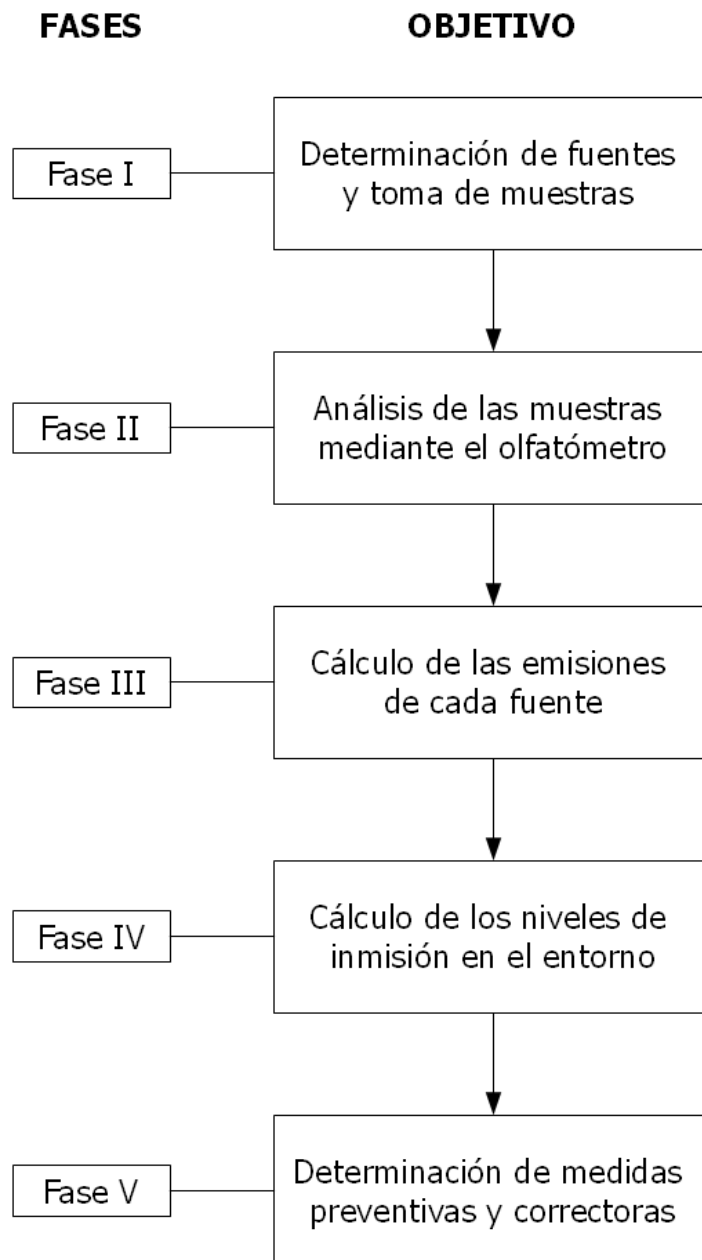 FASES
OBJETIVO
Fase I
Determinación de fuentes
y toma de muestras
Fase II
Análisis de las muestras
mediante el olfatómetro
Fase III
Cálculo de las emisiones
de cada fuente
Fase IV
Cálculo de los niveles de
inmisión en el entorno
Fase V
Determinación de medidas
preventivas y correctoras